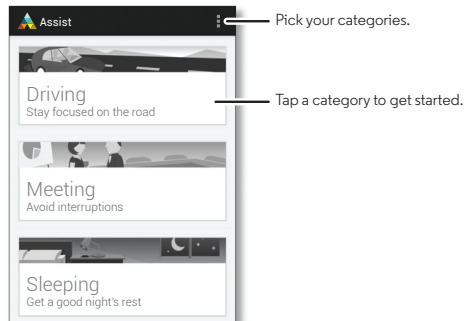 Assist
Pick your categories.
Driving
Stay focused on the road
Tap a category to get started.
Meeting
Avoid interruptions
Sleeping
Get a good night's rest